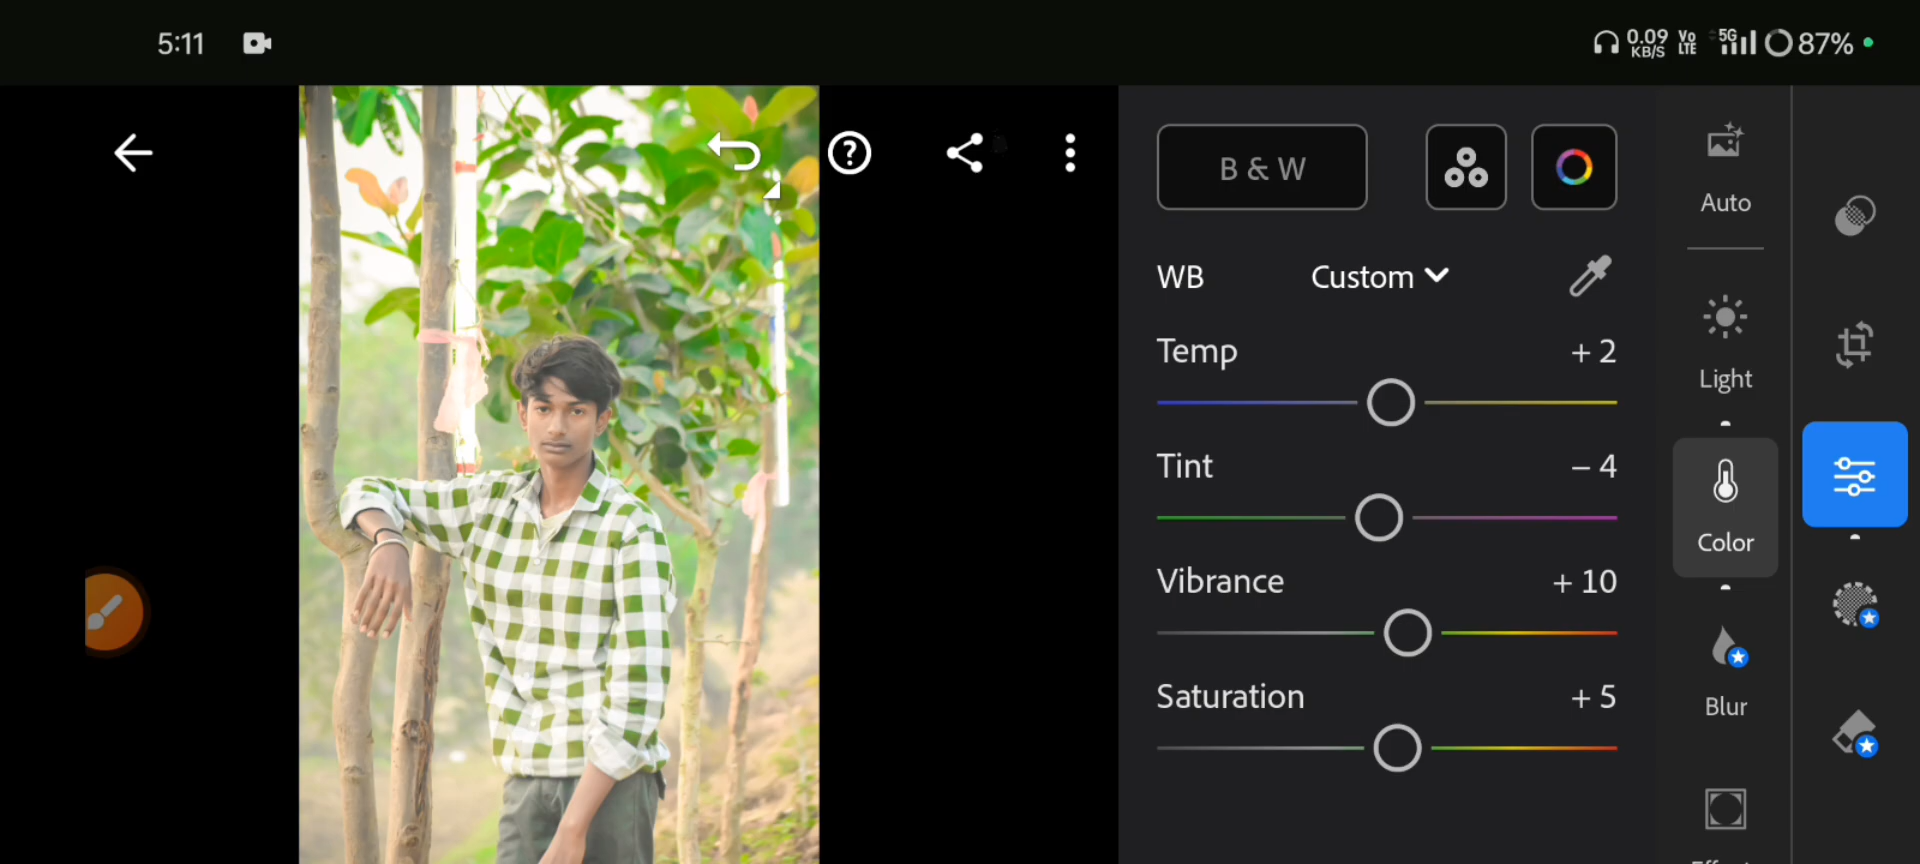 5:11
0.09 KB/S Vo LTE 5G 87%
B & W
Auto
WB Custom
Temp + 2
Light
Tint – 4
Color
Vibrance + 10
Saturation + 5
Blur